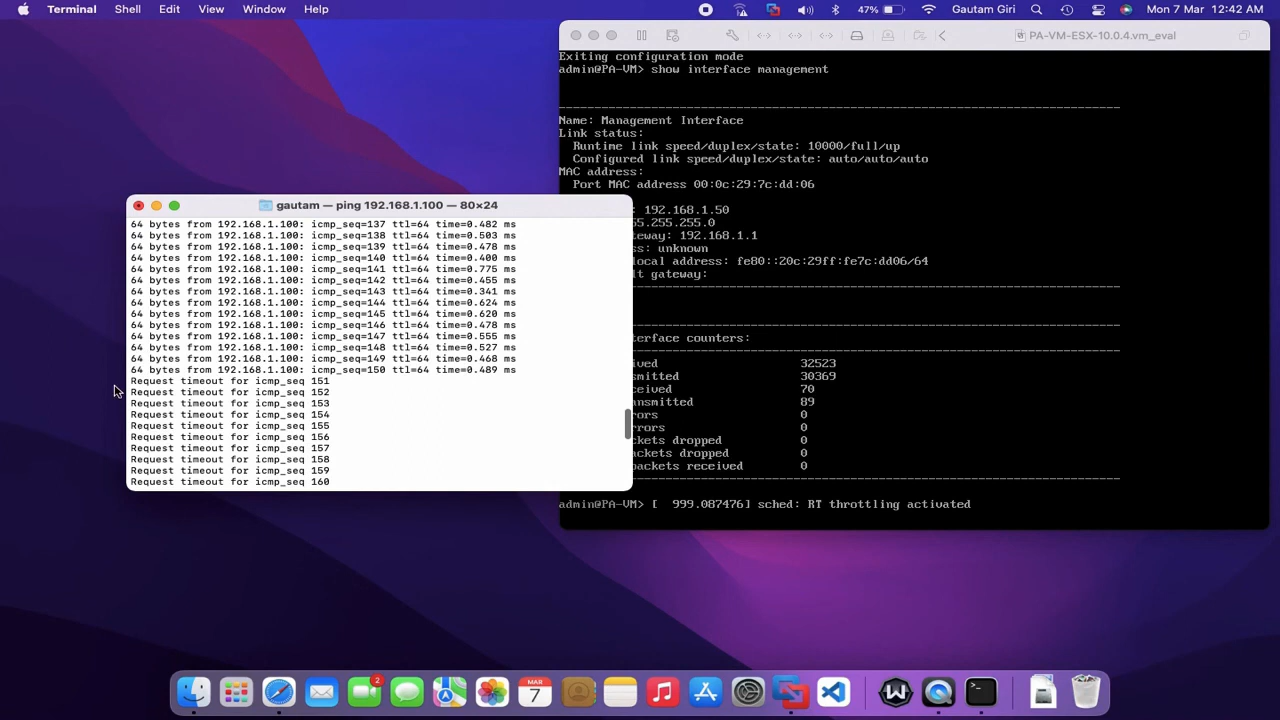 Terminal Shell Edit View Window Help
47% Gautam Giri Mon 7 Mar 12:42 AM
PA-VM-ESX-10.0.4.vm_eval
Exiting configuration mode
admin@PA-VM> show interface management
-------------------------------------------------------------------------------
Name: Management Interface
Link status:
Runtime link speed/duplex/state: 10000/full/up
Configured link speed/duplex/state: auto/auto/auto
MAC address:
Port MAC address 00:0c:29:7c:dd:06
: 192.168.1.50
55.255.255.0
teway: 192.168.1.1
ss: unknown
local address: fe80::20c:29ff:fe7c:dd06/64
lt gateway:
-------------------------------------------------------------------------------
-------------------------------------------------------------------------------
erface counters:
-------------------------------------------------------------------------------
ived 32523
smitted 30369
eceived 70
ansmitted 89
rors 0
rrors 0
ckets dropped 0
ackets dropped 0
packets received 0
-------------------------------------------------------------------------------
admin@PA-VM> [ 999.087476] sched: RT throttling activated
gautam — ping 192.168.1.100 — 80×24
64 bytes from 192.168.1.100: icmp_seq=137 ttl=64 time=0.482 ms
64 bytes from 192.168.1.100: icmp_seq=138 ttl=64 time=0.503 ms
64 bytes from 192.168.1.100: icmp_seq=139 ttl=64 time=0.478 ms
64 bytes from 192.168.1.100: icmp_seq=140 ttl=64 time=0.400 ms
64 bytes from 192.168.1.100: icmp_seq=141 ttl=64 time=0.775 ms
64 bytes from 192.168.1.100: icmp_seq=142 ttl=64 time=0.455 ms
64 bytes from 192.168.1.100: icmp_seq=143 ttl=64 time=0.341 ms
64 bytes from 192.168.1.100: icmp_seq=144 ttl=64 time=0.624 ms
64 bytes from 192.168.1.100: icmp_seq=145 ttl=64 time=0.620 ms
64 bytes from 192.168.1.100: icmp_seq=146 ttl=64 time=0.478 ms
64 bytes from 192.168.1.100: icmp_seq=147 ttl=64 time=0.555 ms
64 bytes from 192.168.1.100: icmp_seq=148 ttl=64 time=0.527 ms
64 bytes from 192.168.1.100: icmp_seq=149 ttl=64 time=0.468 ms
64 bytes from 192.168.1.100: icmp_seq=150 ttl=64 time=0.489 ms
Request timeout for icmp_seq 151
Request timeout for icmp_seq 152
Request timeout for icmp_seq 153
Request timeout for icmp_seq 154
Request timeout for icmp_seq 155
Request timeout for icmp_seq 156
Request timeout for icmp_seq 157
Request timeout for icmp_seq 158
Request timeout for icmp_seq 159
Request timeout for icmp_seq 160
2
MAR
7